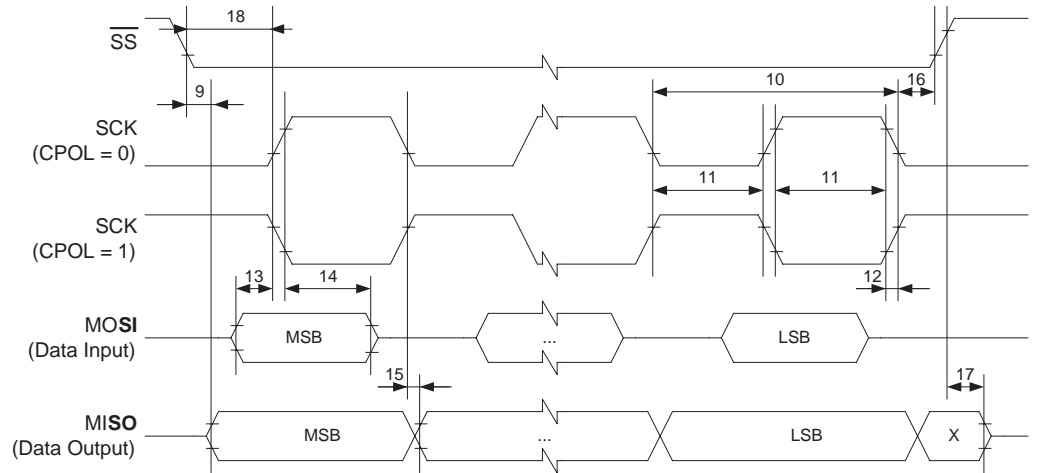 18
SS
9
10
16
SCK
(CPOL = 0)
11
11
SCK
(CPOL = 1)
13
14
12
MOSI
(Data Input)
MSB
...
LSB
15
17
MISO
(Data Output)
MSB
...
LSB
X